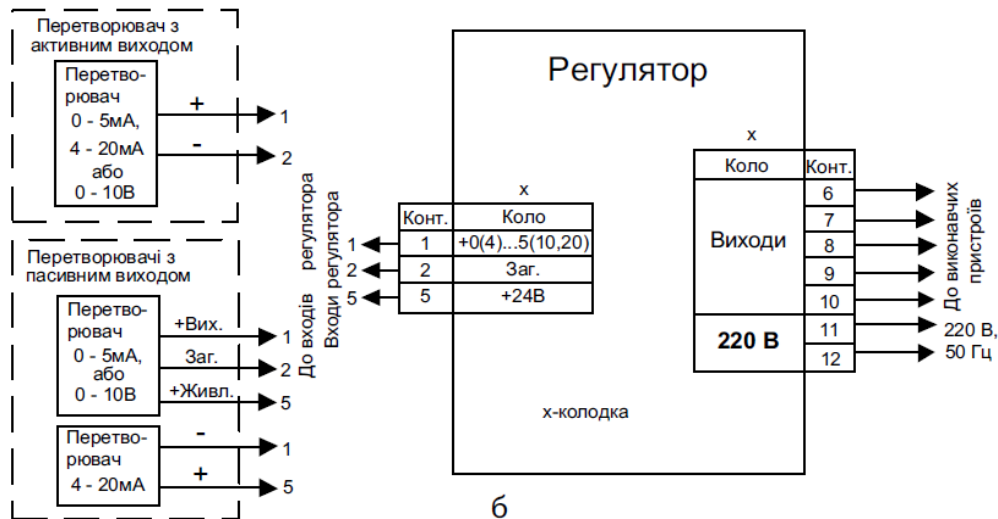 Перетворювач з
активним виходом
Перетво-
рювач
0 - 5мА,
4 - 20мА
або
0 - 10В
+
1
-
2
Перетворювачі з
пасивним виходом
Перетво-
рювач
0 - 5мА,
або
0 - 10В
+Вих.
1
Заг.
2
+Живл.
5
Перетво-
рювач
4 - 20мА
-
1
+
5
До входів регулятора
Входи регулятора
1
2
5
Регулятор
х
Конт. Коло
1 +0(4)...5(10,20)
2 Заг.
5 +24В
х
Коло Конт.
Виходи
6
7
8
9
10
220 В
11
12
До виконавчих
пристроїв
220 В,
50 Гц
х-колодка
б